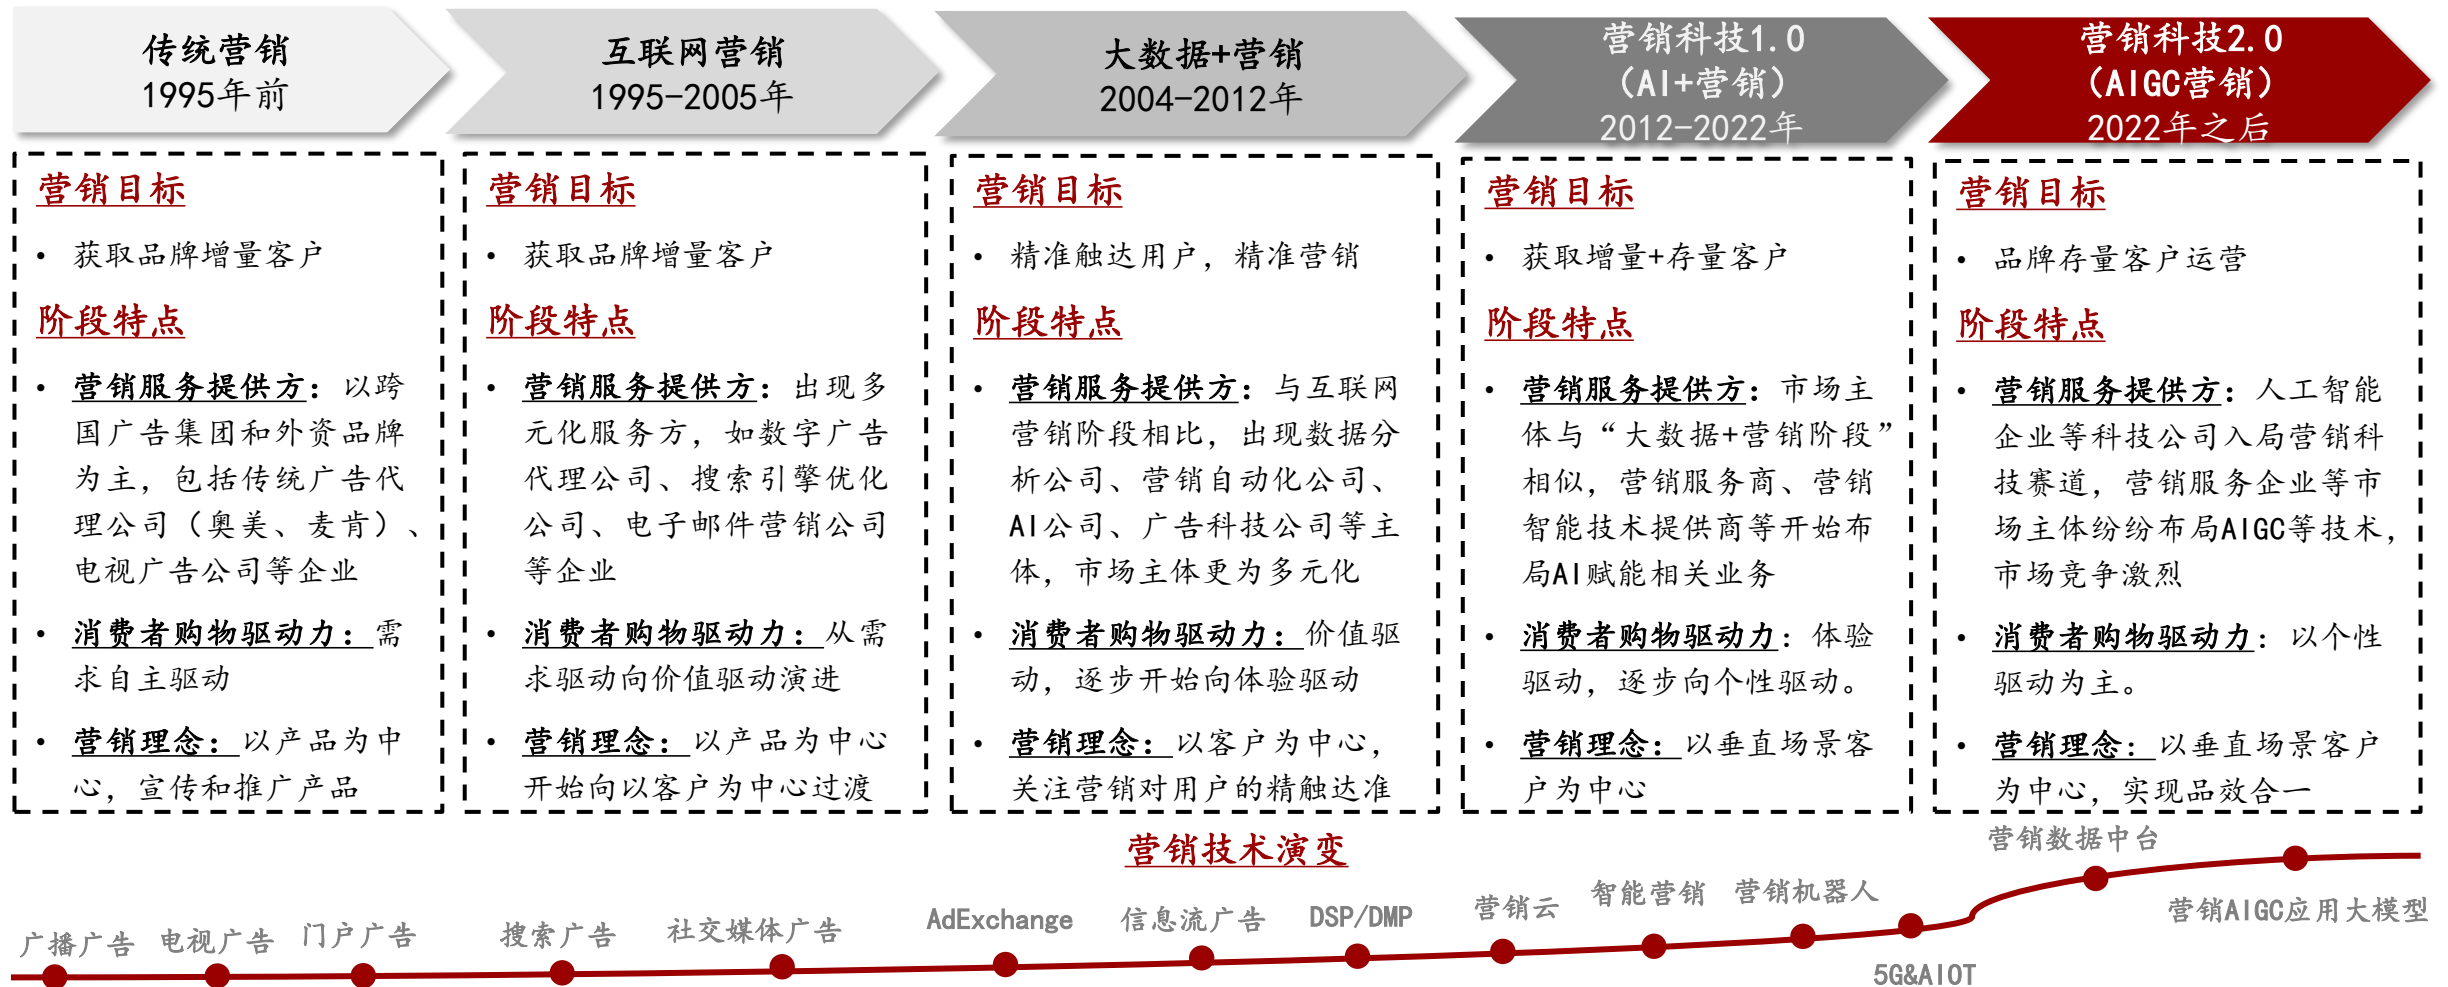 传统营销
1995年前
互联网营销
1995-2005年
大数据+营销
2004-2012年
营销科技1.0
（AI+营销）
2012-2022年
营销科技2.0
（AIGC营销）
2022年之后
营销目标
• 获取品牌增量客户
阶段特点
• 营销服务提供方：以跨
国广告集团和外资品牌
为主，包括传统广告代
理公司（奥美、麦肯）、
电视广告公司等企业
• 消费者购物驱动力：需
求自主驱动
• 营销理念：以产品为中
心，宣传和推广产品
营销目标
• 获取品牌增量客户
阶段特点
• 营销服务提供方：出现多
元化服务方，如数字广告
代理公司、搜索引擎优化
公司、电子邮件营销公司
等企业
• 消费者购物驱动力：从需
求驱动向价值驱动演进
• 营销理念：以产品为中心
开始向以客户为中心过渡
营销目标
• 精准触达用户，精准营销
阶段特点
• 营销服务提供方：与互联网
营销阶段相比，出现数据分
析公司、营销自动化公司、
AI公司、广告科技公司等主
体，市场主体更为多元化
• 消费者购物驱动力：价值驱
动，逐步开始向体验驱动
• 营销理念：以客户为中心，
关注营销对用户的精触达准
营销目标
• 获取增量+存量客户
阶段特点
• 营销服务提供方：市场主
体与“大数据+营销阶段”
相似，营销服务商、营销
智能技术提供商等开始布
局AI赋能相关业务
• 消费者购物驱动力：体验
驱动，逐步向个性驱动。
• 营销理念：以垂直场景客
户为中心
营销目标
• 品牌存量客户运营
阶段特点
• 营销服务提供方：人工智能
企业等科技公司入局营销科
技赛道，营销服务企业等市
场主体纷纷布局AIGC等技术，
市场竞争激烈
• 消费者购物驱动力：以个性
驱动为主。
• 营销理念：以垂直场景客户
为中心，实现品效合一
营销技术演变
广播广告
电视广告
门户广告
搜索广告
社交媒体广告
AdExchange
信息流广告
DSP/DMP
营销云
智能营销
营销机器人
5G&AIOT
营销数据中台
营销AIGC应用大模型